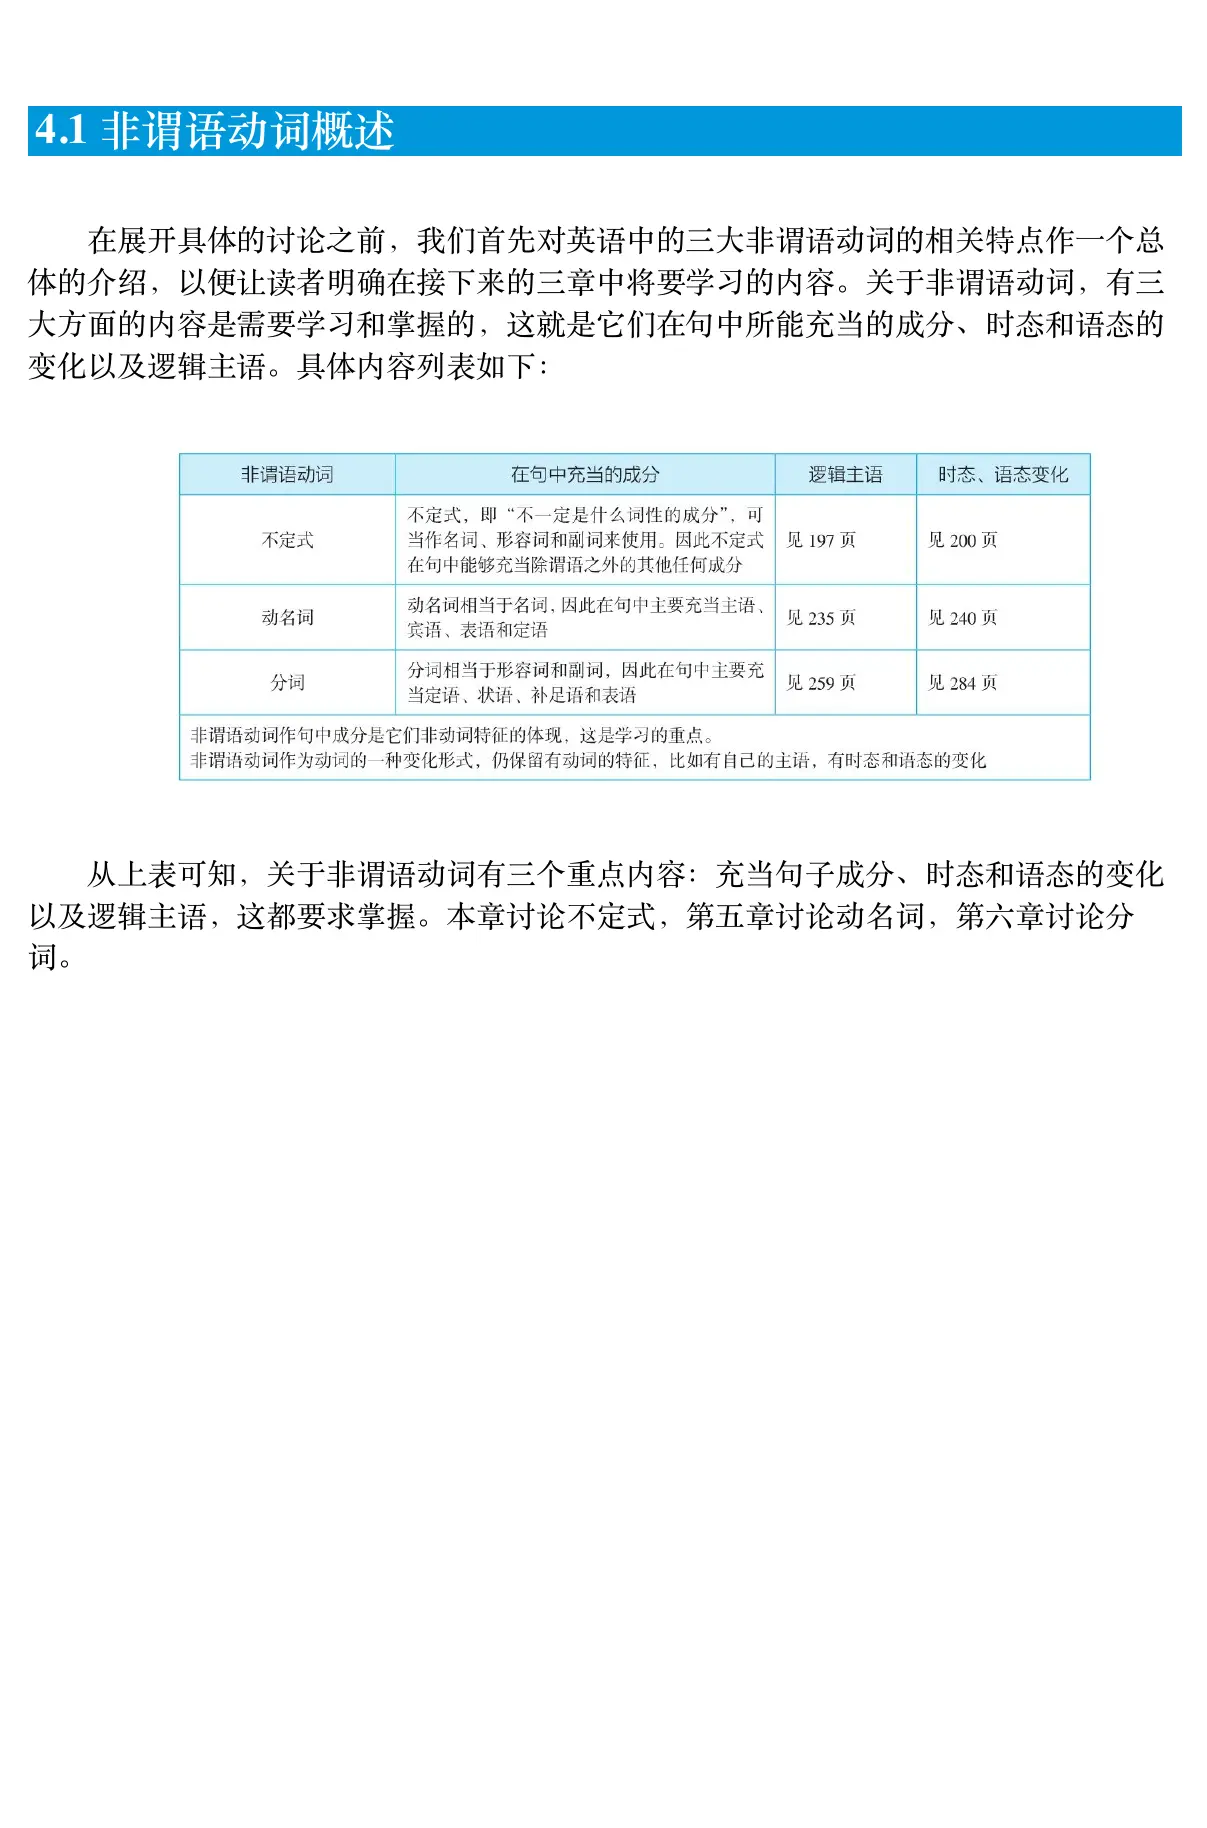 4.1 非谓语动词概述
在展开具体的讨论之前，我们首先对英语中的三大非谓语动词的相关特点作一个总
体的介绍，以便让读者明确在接下来的三章中将要学习的内容。关于非谓语动词，有三
大方面的内容是需要学习和掌握的，这就是它们在句中所能充当的成分、时态和语态的
变化以及逻辑主语。具体内容列表如下：
非谓语动词 在句中充当的成分 逻辑主语 时态、语态变化
不定式，即“不一定是什么词性的成分”，可
不定式 当作名词、形容词和副词来使用。因此不定式 见 197 页 见 200 页
在句中能够充当除谓语之外的其他任何成分
动名词相当于名词，因此在句中主要充当主语、
动名词 见 235 页 见 240 页
宾语、表语和定语
分词相当于形容词和副词，因此在句中主要充
分词 见 259 页 见 284 页
当定语、状语、补足语和表语
非谓语动词作句中成分是它们非动词特征的体现，这是学习的重点。
非谓语动词作为动词的一种变化形式，仍保留有动词的特征，比如有自己的主语，有时态和语态的变化
从上表可知，关于非谓语动词有三个重点内容：充当句子成分、时态和语态的变化
以及逻辑主语，这都要求掌握。本章讨论不定式，第五章讨论动名词，第六章讨论分
词。